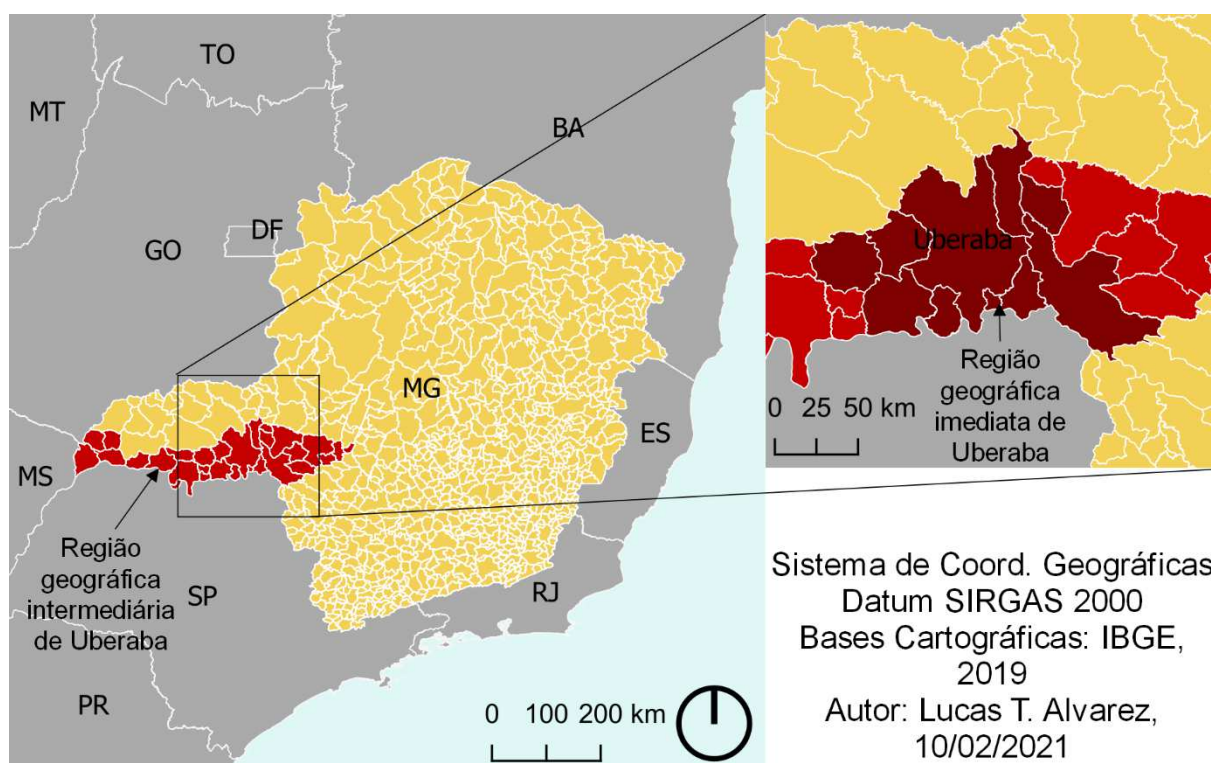 TO
MT
BA
DF
GO
MG
ES
MS
Região
geográfica
intermediária
de Uberaba
SP
RJ
PR
0 100 200 km
Uberaba
Região
geográfica
imediata de
Uberaba
0 25 50 km
Sistema de Coord. Geográficas
Datum SIRGAS 2000
Bases Cartográficas: IBGE,
2019
Autor: Lucas T. Alvarez,
10/02/2021